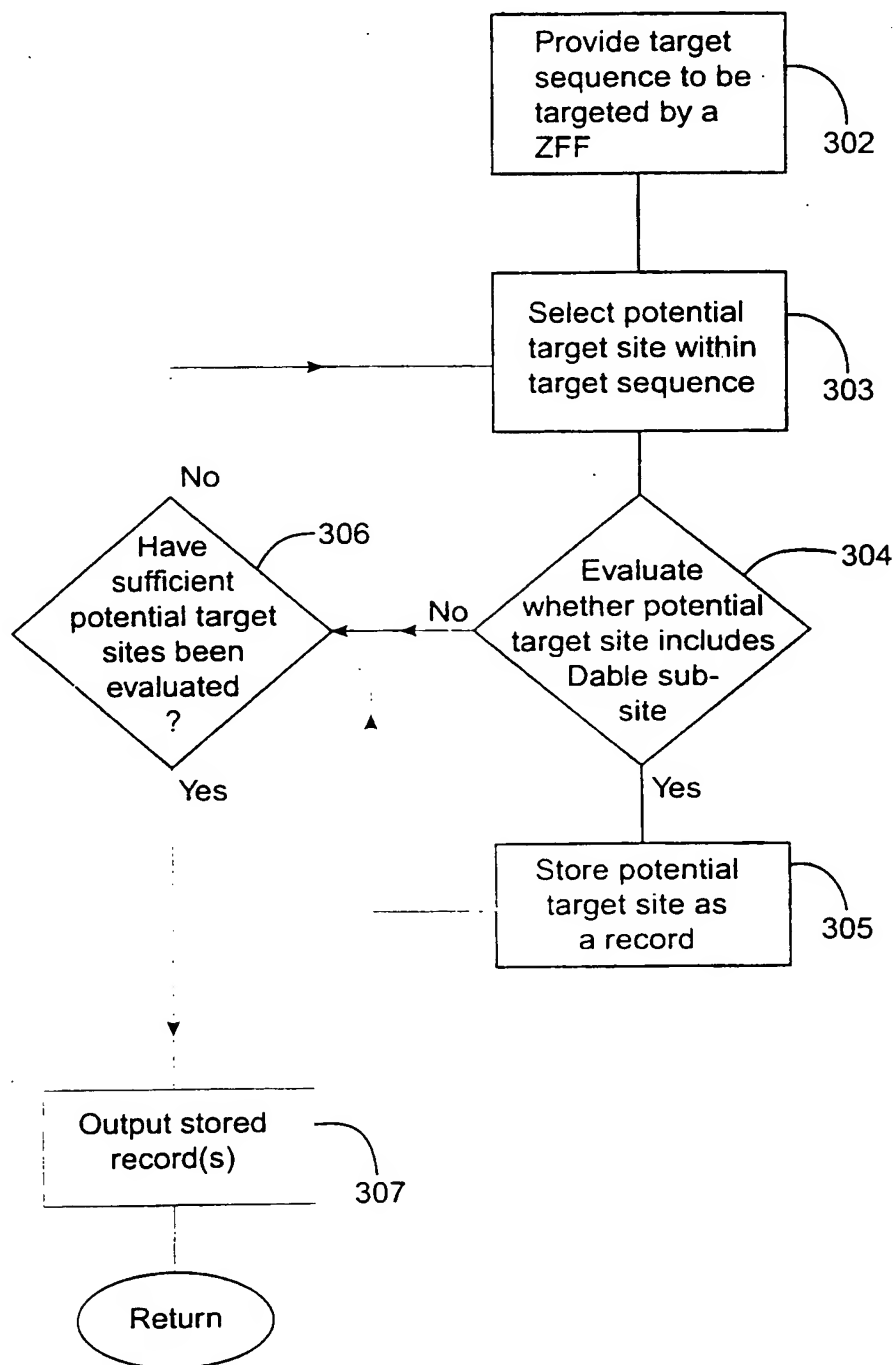 Provide target
sequence to be
targeted by a
ZFF
302
Select potential
target site within
target sequence
303
No
Have
sufficient
potential target
sites been
evaluated
?
306
Yes
No
Evaluate
whether potential
target site includes
Dable sub-
site
304
Yes
Store potential
target site as
a record
305
Output stored
record(s)
307
Return